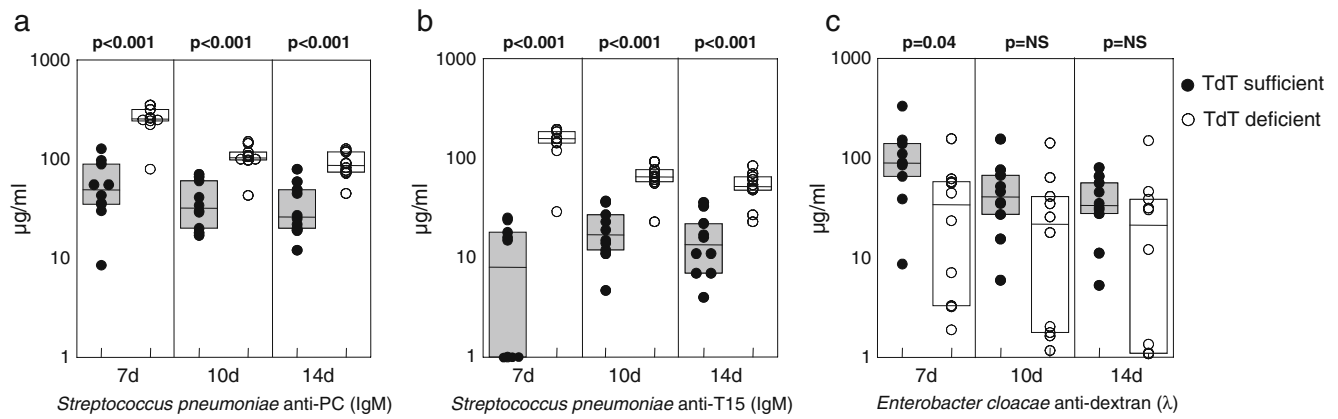 a
p<0.001 p<0.001 p<0.001
1000
100
10
1
µg/ml
7d 10d 14d
Streptococcus pneumoniae anti-PC (IgM)
b
p<0.001 p<0.001 p<0.001
1000
100
10
1
µg/ml
7d 10d 14d
Streptococcus pneumoniae anti-T15 (IgM)
c
p=0.04 p=NS p=NS
1000
100
10
1
µg/ml
7d 10d 14d
Enterobacter cloacae anti-dextran (λ)
TdT sufficient
TdT deficient